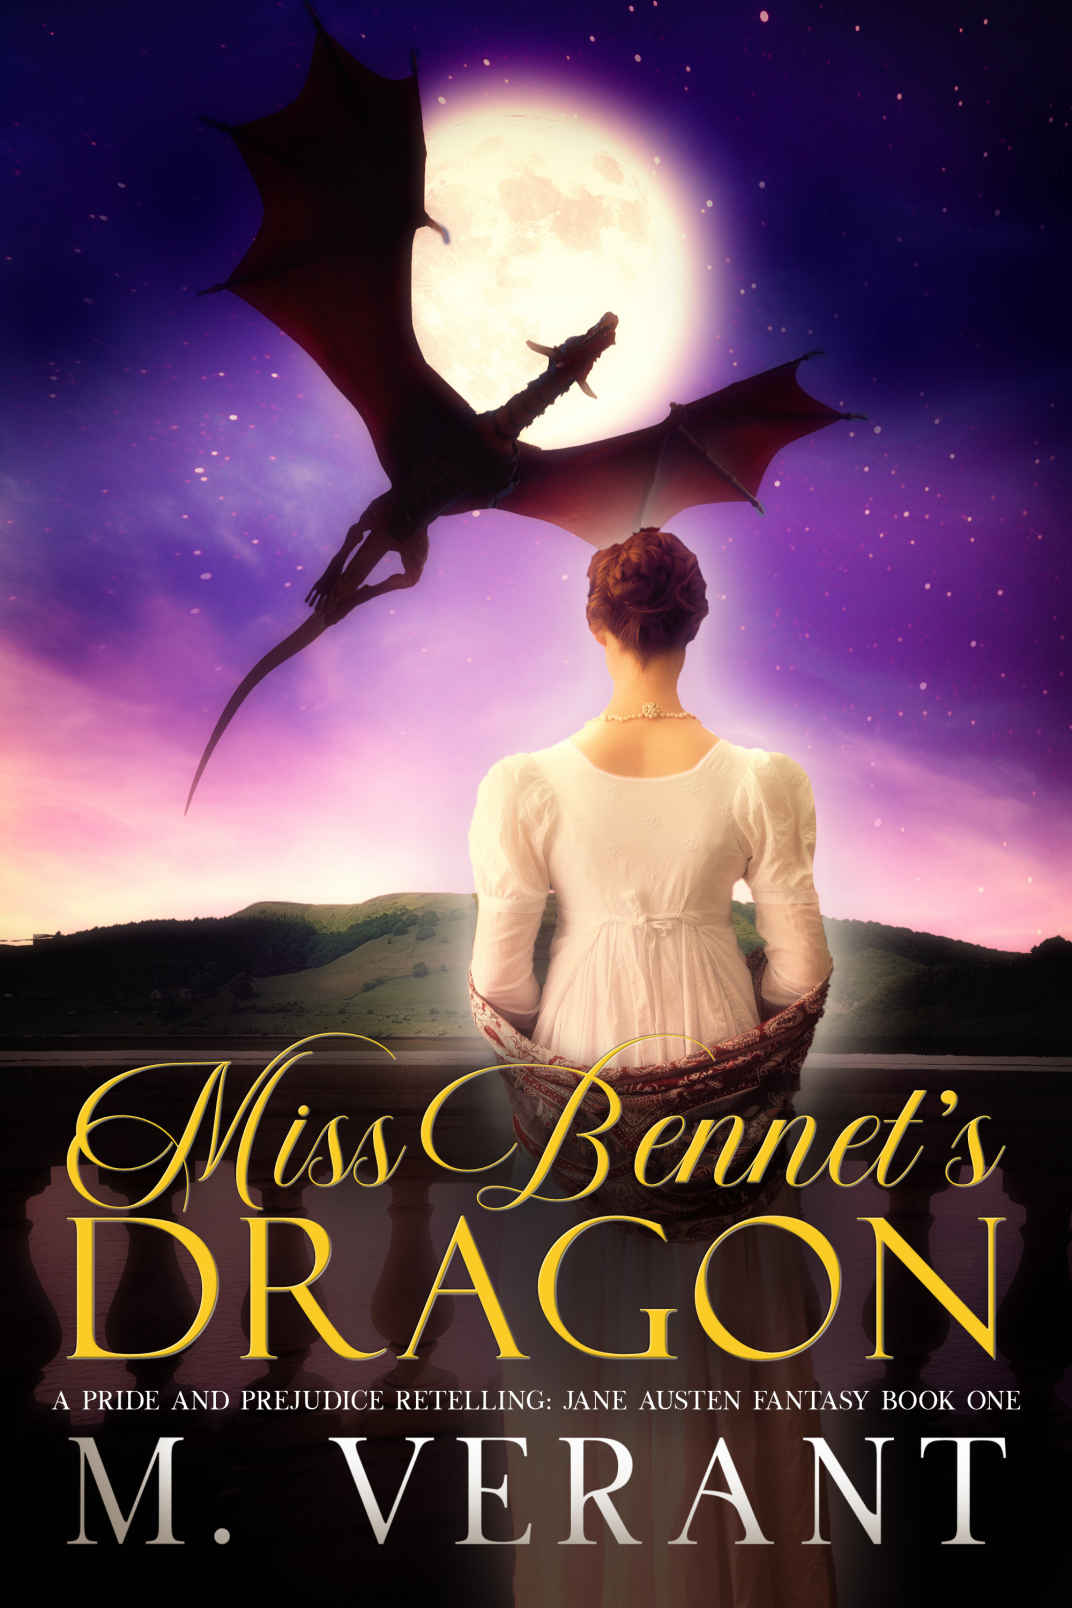 Miss Bennet's
DRAGON
A PRIDE AND PREJUDICE RETELLING: JANE AUSTEN FANTASY BOOK ONE
M. VERANT